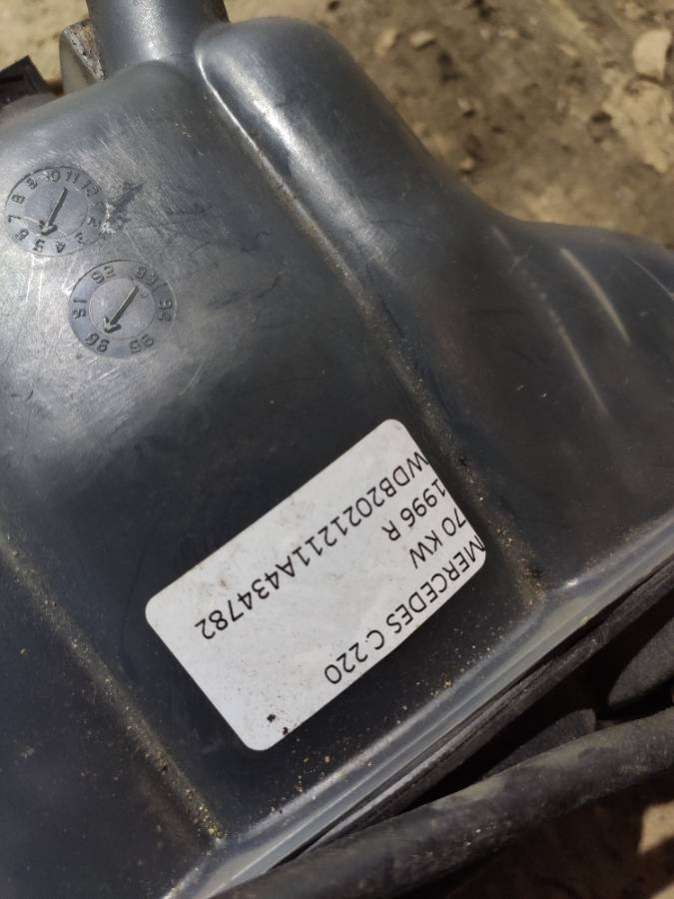 MERCEDES C 220
70 KW
1996 R
WDB2021211A434782